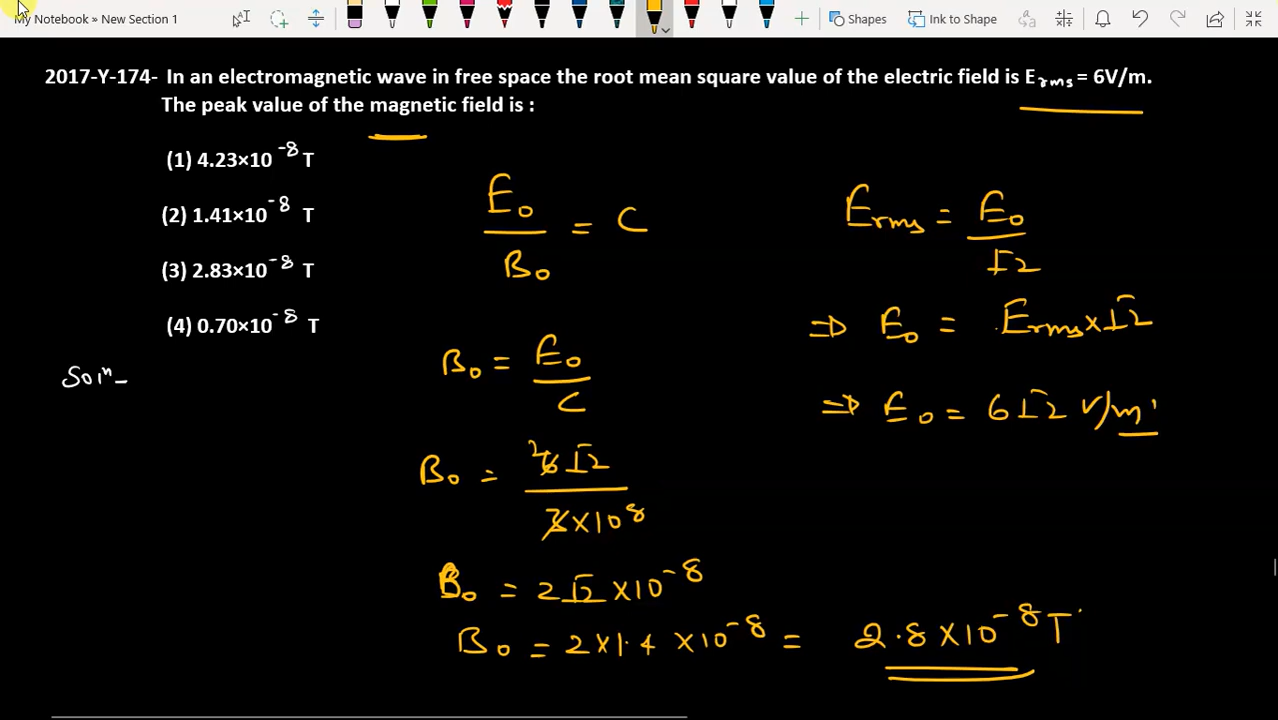 My Notebook » New Section 1
Shapes
Ink to Shape
2017-Y-174- In an electromagnetic wave in free space the root mean square value of the electric field is Erms = 6V/m.
The peak value of the magnetic field is :
(1) 4.23×10⁻⁸ T
(2) 1.41×10⁻⁸ T
(3) 2.83×10⁻⁸ T
(4) 0.70×10⁻⁸ T
Solⁿ-
E₀/B₀ = C
B₀ = E₀/C
B₀ = 6√2/3×10⁸
2
B₀ = 2√2 ×10⁻⁸
B₀ = 2×1.4 ×10⁻⁸ = 2.8×10⁻⁸ T
Erms = E₀/√2
⇒ E₀ = Erms×√2
⇒ E₀ = 6√2 V/m